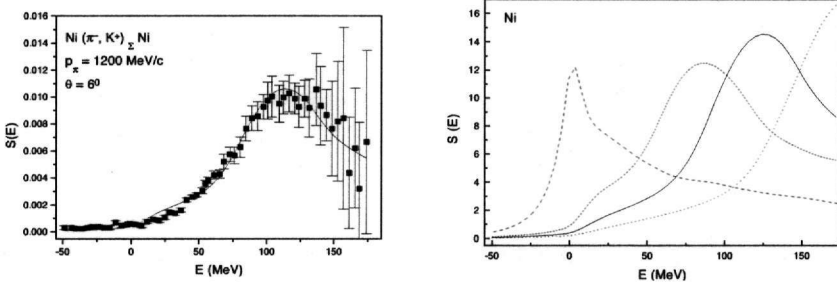 0.016
0.014
0.012
0.010
0.008
0.006
0.004
0.002
0.000
S(E)
Ni (π⁻, K⁺) Σ Ni
p_π = 1200 MeV/c
θ = 6⁰
-50 0 50 100 150
E (MeV)
16
14
12
10
8
6
4
2
0
S (E)
Ni
-50 0 50 100 150
E (MeV)